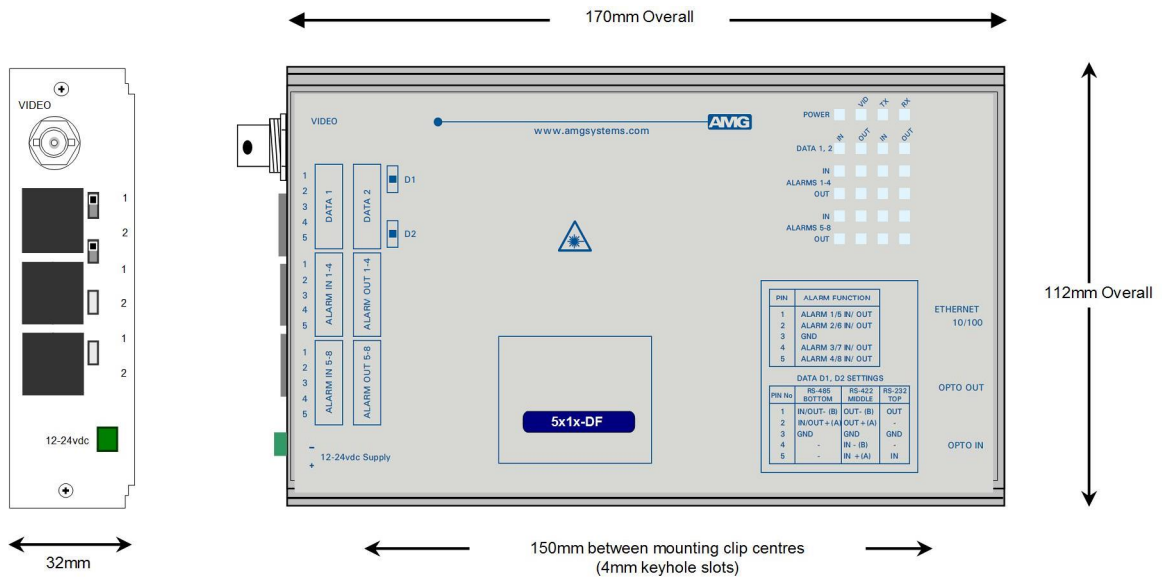 170mm Overall
VIDEO
1
2
1
2
1
2
12-24vdc
32mm
VIDEO
AMG
www.amgsystems.com
VID TX RX
POWER
IN OUT IN OUT
DATA 1, 2
IN
ALARMS 1-4
OUT
IN
ALARMS 5-8
OUT
1
2
3
4
5
DATA 1
DATA 2
D1
D2
1
2
3
4
5
ALARM IN 1-4
ALARM OUT 1-4
1
2
3
4
5
ALARM IN 5-8
ALARM OUT 5-8
5x1x-DF
-
+
12-24vdc Supply
PIN ALARM FUNCTION
1 ALARM 1/5 IN/ OUT
2 ALARM 2/6 IN/ OUT
3 GND
4 ALARM 3/7 IN/ OUT
5 ALARM 4/8 IN/ OUT
DATA D1, D2 SETTINGS
PIN No RS-485 BOTTOM RS-422 MIDDLE RS-232 TOP
1 IN/OUT- (B) OUT- (B) OUT
2 IN/OUT+(A) OUT+(A) -
3 GND GND GND
4 - IN - (B) -
5 - IN +(A) IN
ETHERNET
10/100
OPTO OUT
OPTO IN
112mm Overall
150mm between mounting clip centres
(4mm keyhole slots)